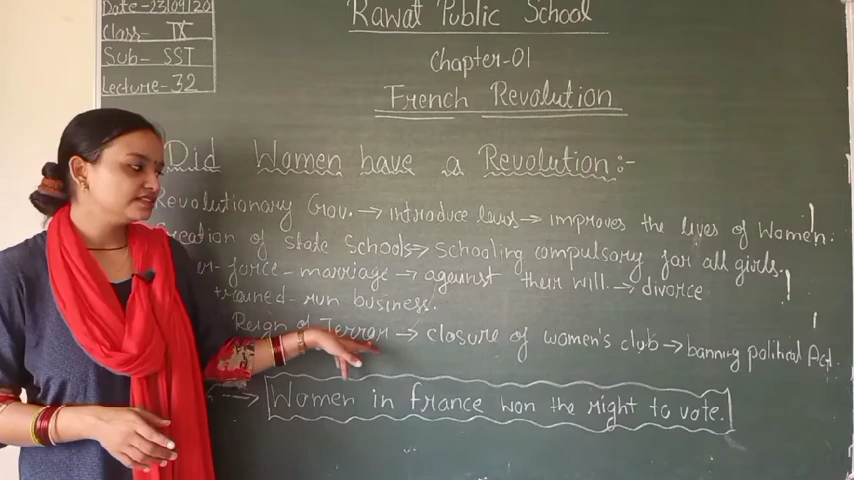 Date - 23/09/20
Class - IX
Sub - SST
Lecture - 32
Rawat Public School
Chapter-01
French Revolution
Did Women have a Revolution:-
Revolutionary Gov. → introduce laws → improves the lives of Women.
Creation of State Schools → schooling compulsory for all girls.
force-marriage → against their will. → divorce
trained - run business.
Reign of Terror → closure of women's club → banning political Act.
Women in france won the right to vote.